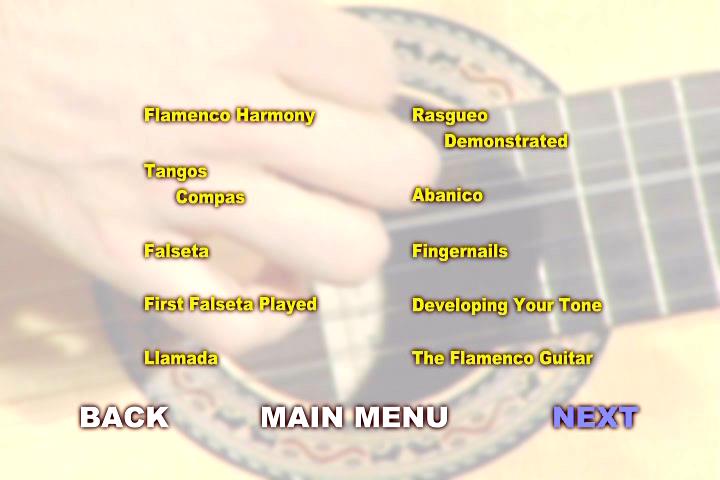 Flamenco Harmony
Tangos
Compas
Falseta
First Falseta Played
Llamada
Rasgueo
Demonstrated
Abanico
Fingernails
Developing Your Tone
The Flamenco Guitar
BACK MAIN MENU NEXT